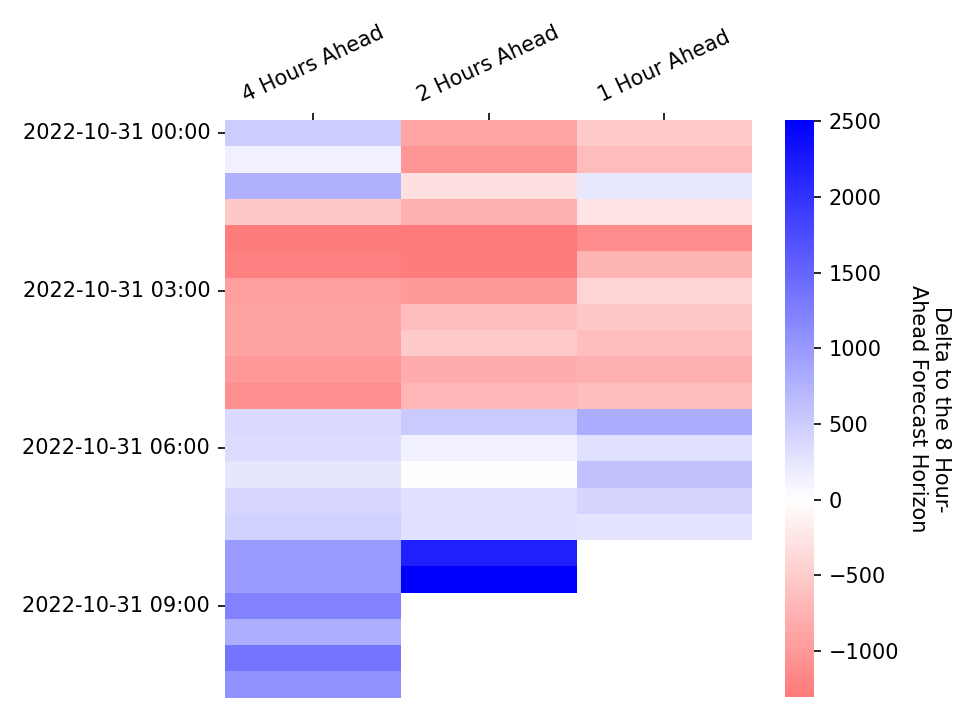 4 Hours Ahead
2 Hours Ahead
1 Hour Ahead
2022-10-31 00:00
2022-10-31 03:00
2022-10-31 06:00
2022-10-31 09:00
2500
2000
1500
1000
500
0
−500
−1000
Delta to the 8 Hour-
Ahead Forecast Horizon